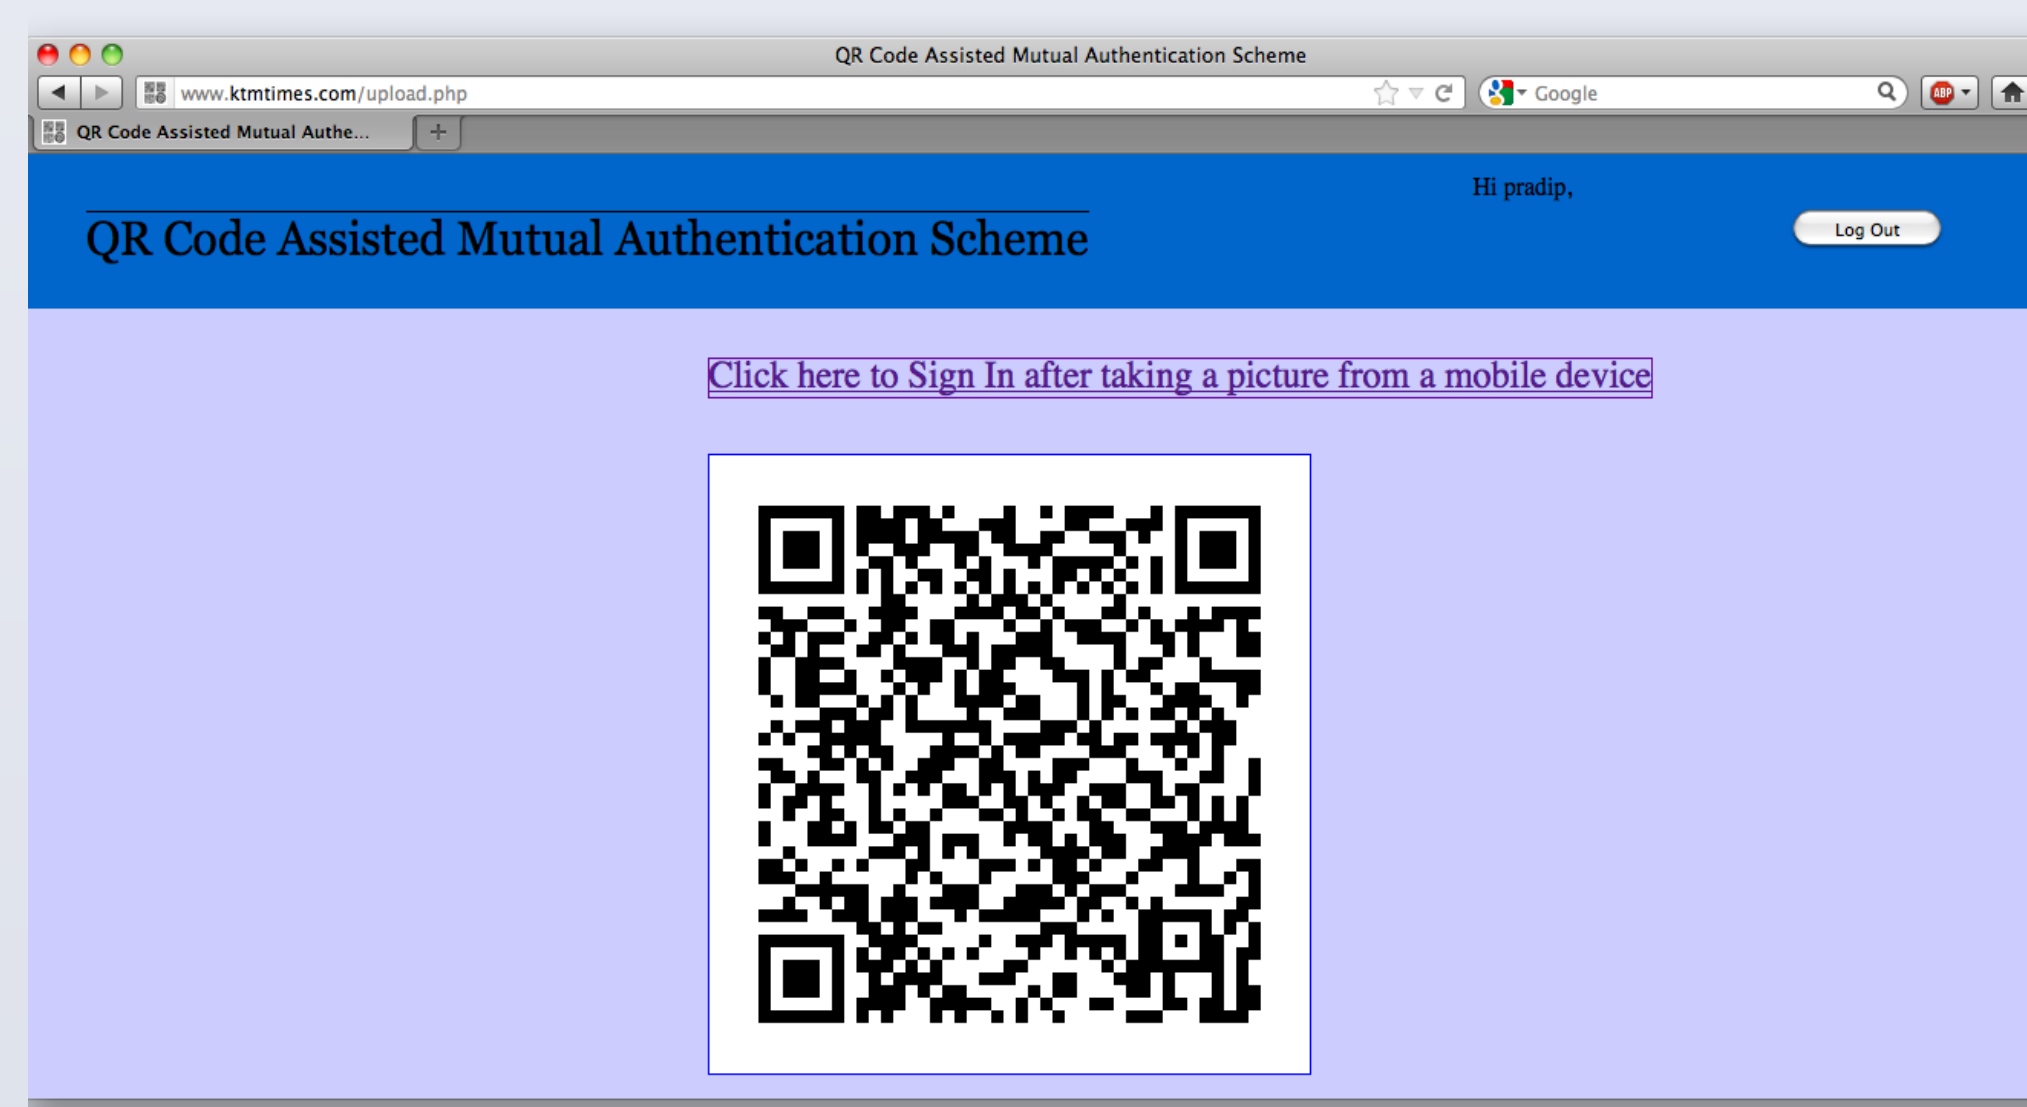 QR Code Assisted Mutual Authentication Scheme
www.ktmtimes.com/upload.php
Google
ABP
QR Code Assisted Mutual Authe...
+
Hi pradip,
QR Code Assisted Mutual Authentication Scheme
Log Out
Click here to Sign In after taking a picture from a mobile device